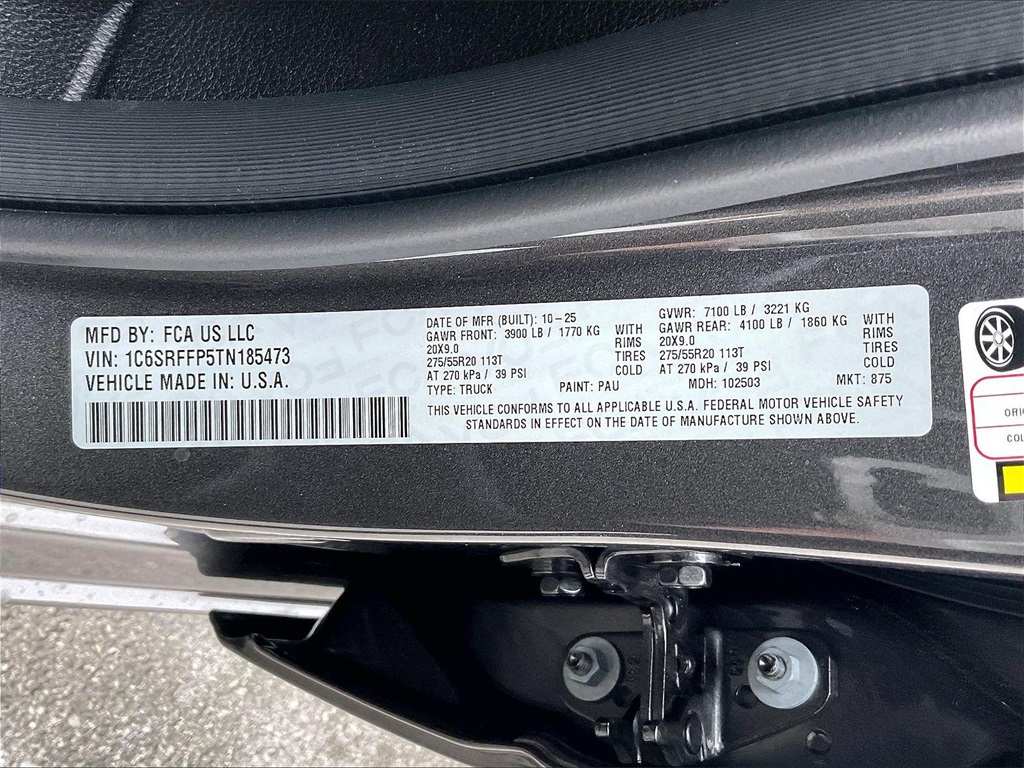 MFD BY: FCA US LLC
VIN: 1C6SRFFP5TN185473
VEHICLE MADE IN: U.S.A.
DATE OF MFR (BUILT): 10-25
GAWR FRONT: 3900 LB / 1770 KG WITH
20X9.0 RIMS
275/55R20 113T TIRES
AT 270 kPa / 39 PSI COLD
TYPE: TRUCK PAINT: PAU
GVWR: 7100 LB / 3221 KG
GAWR REAR: 4100 LB / 1860 KG WITH
20X9.0 RIMS
275/55R20 113T TIRES
AT 270 kPa / 39 PSI COLD
MDH: 102503 MKT: 875
THIS VEHICLE CONFORMS TO ALL APPLICABLE U.S.A. FEDERAL MOTOR VEHICLE SAFETY
STANDARDS IN EFFECT ON THE DATE OF MANUFACTURE SHOWN ABOVE.